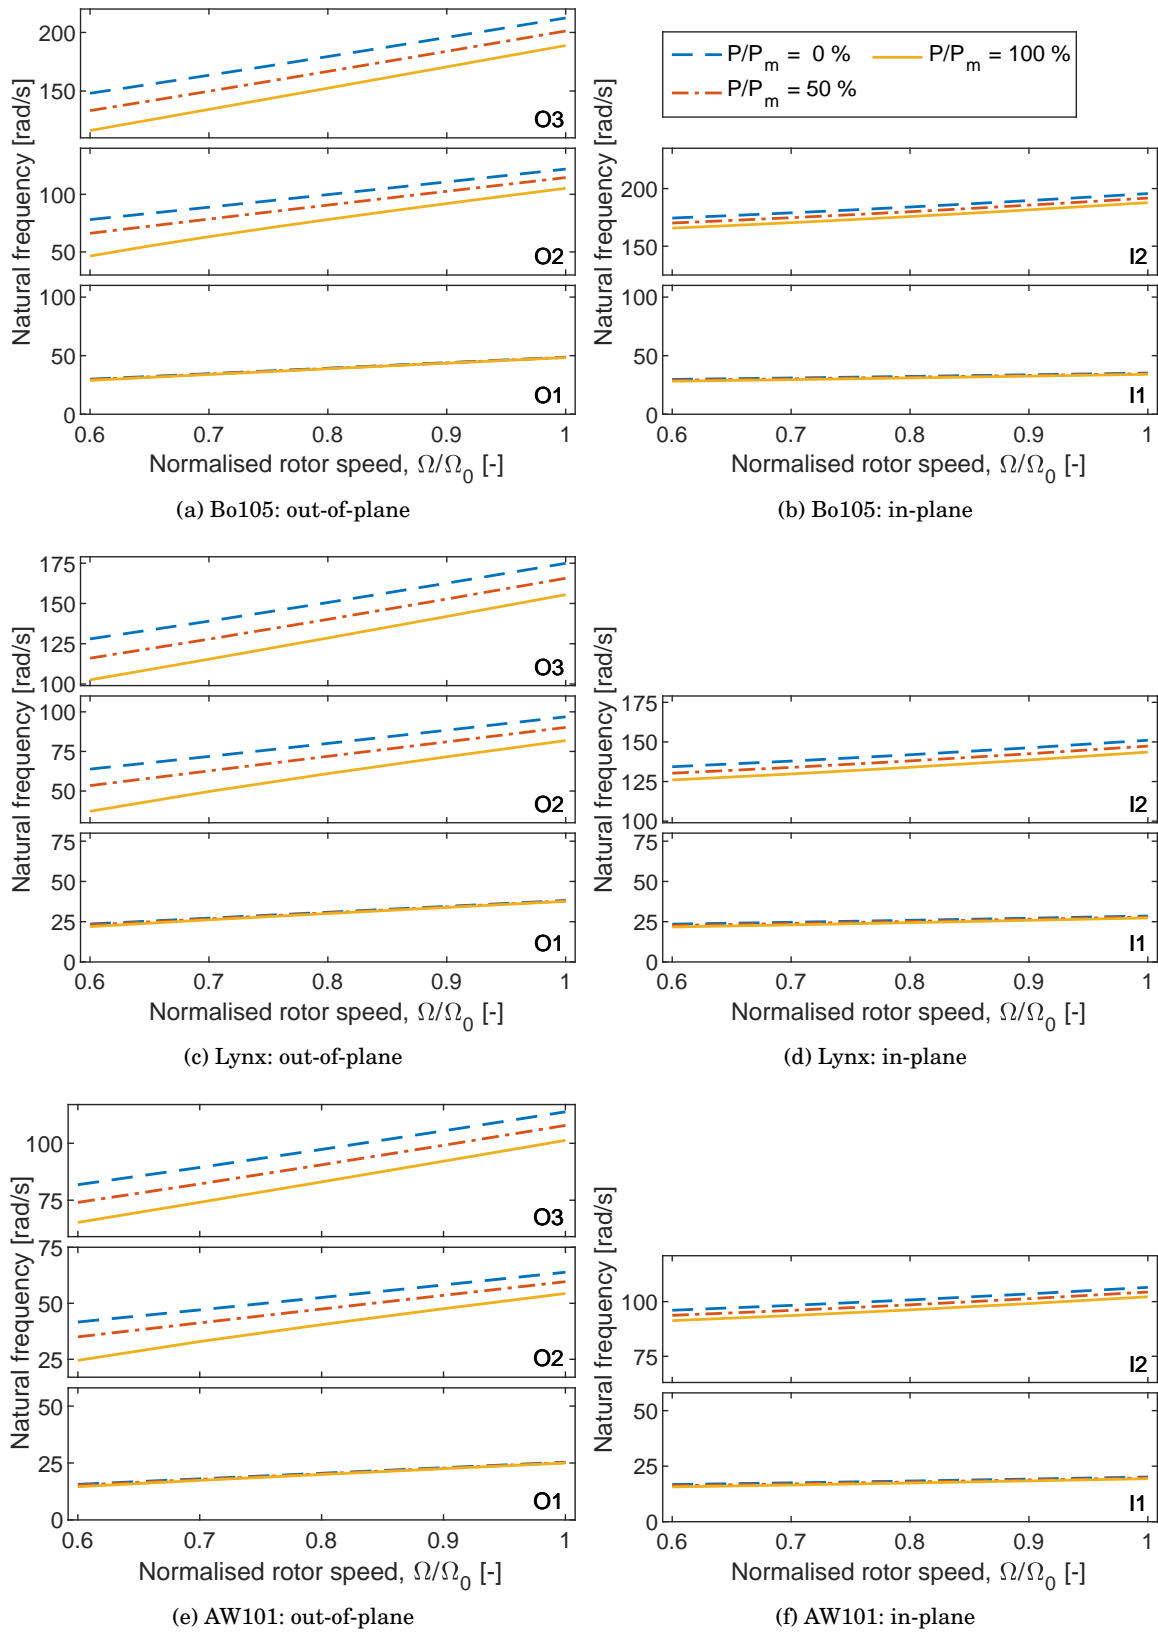 Natural frequency [rad/s]
200
150
O3
100
50
O2
100
50
0
O1
0.6 0.7 0.8 0.9 1
Normalised rotor speed, Ω/Ω0 [-]
(a) Bo105: out-of-plane
P/Pm = 0 % P/Pm = 100 %
P/Pm = 50 %
Natural frequency [rad/s]
200
150
I2
100
50
0
I1
0.6 0.7 0.8 0.9 1
Normalised rotor speed, Ω/Ω0 [-]
(b) Bo105: in-plane
Natural frequency [rad/s]
175
150
125
100
O3
100
75
50
O2
75
50
25
0
O1
0.6 0.7 0.8 0.9 1
Normalised rotor speed, Ω/Ω0 [-]
(c) Lynx: out-of-plane
Natural frequency [rad/s]
175
150
125
100
I2
75
50
25
0
I1
0.6 0.7 0.8 0.9 1
Normalised rotor speed, Ω/Ω0 [-]
(d) Lynx: in-plane
Natural frequency [rad/s]
100
75
O3
75
50
25
O2
50
25
0
O1
0.6 0.7 0.8 0.9 1
Normalised rotor speed, Ω/Ω0 [-]
(e) AW101: out-of-plane
Natural frequency [rad/s]
100
75
I2
50
25
0
I1
0.6 0.7 0.8 0.9 1
Normalised rotor speed, Ω/Ω0 [-]
(f) AW101: in-plane